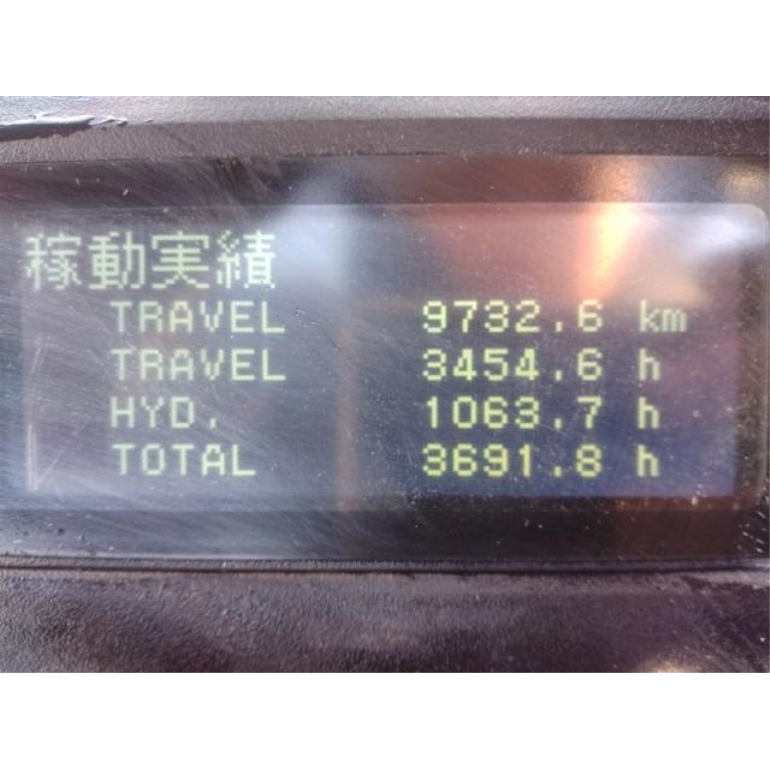 稼動実績
TRAVEL 9732.6 km
TRAVEL 3454.6 h
HYD. 1063.7 h
TOTAL 3691.8 h